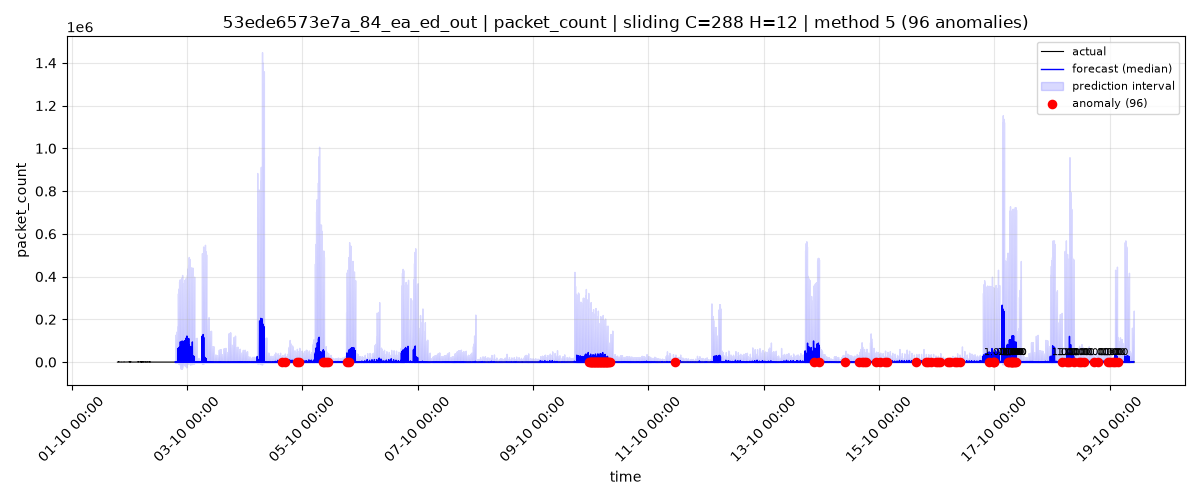 53ede6573e7a_84_ea_ed_out | packet_count | sliding C=288 H=12 | method 5 (96 anomalies)
1e6
actual
forecast (median)
prediction interval
anomaly (96)
1.4
1.2
1.0
0.8
0.6
0.4
0.2
0.0
packet_count
01-10 00:00
03-10 00:00
05-10 00:00
07-10 00:00
09-10 00:00
11-10 00:00
13-10 00:00
15-10 00:00
17-10 00:00
19-10 00:00
time